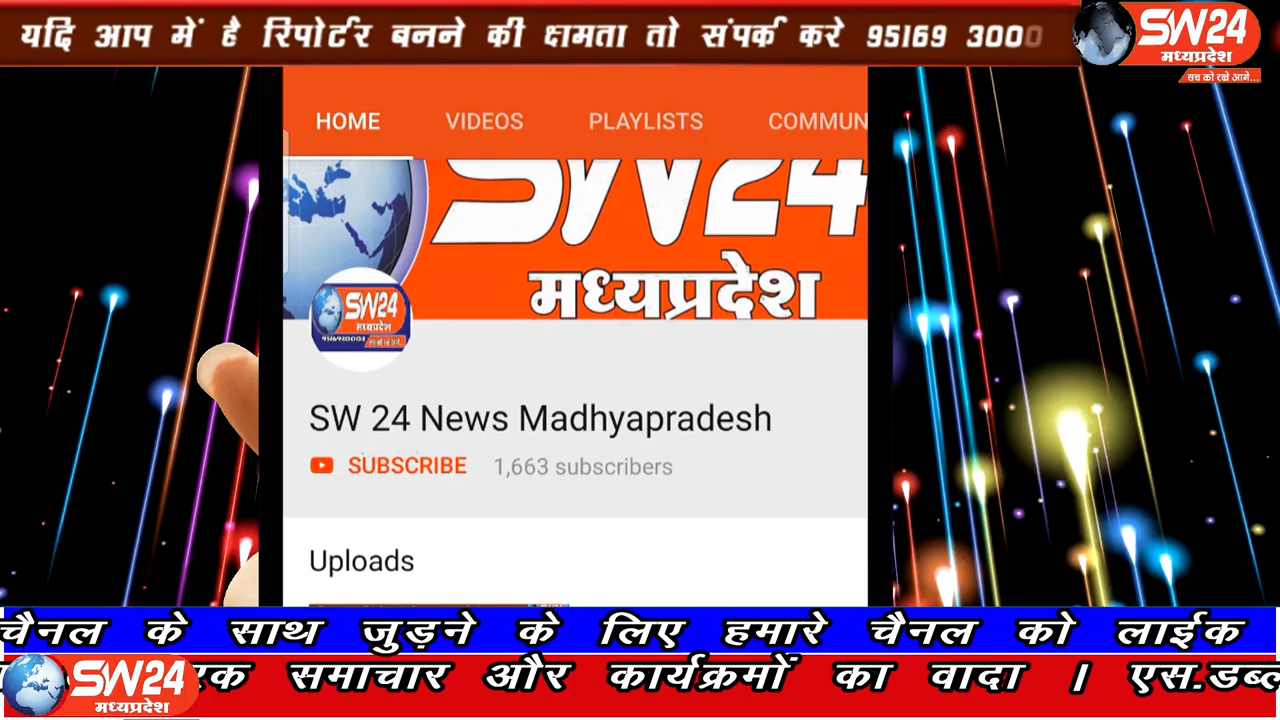 यदि आप में है रिपोर्टर बनने की क्षमता तो संपर्क करे 95169 3000
SW24
मध्यप्रदेश
सच को रखे आगे...
HOME VIDEOS PLAYLISTS COMMUN
SW24
मध्यप्रदेश
SW24
मध्यप्रदेश
SW 24 News Madhyapradesh
SUBSCRIBE 1,663 subscribers
Uploads
चैनल के साथ जुड़ने के लिए हमारे चैनल को लाईक
समाचार और कार्यक्रमों का वादा । एस.डब्ल
SW24
मध्यप्रदेश